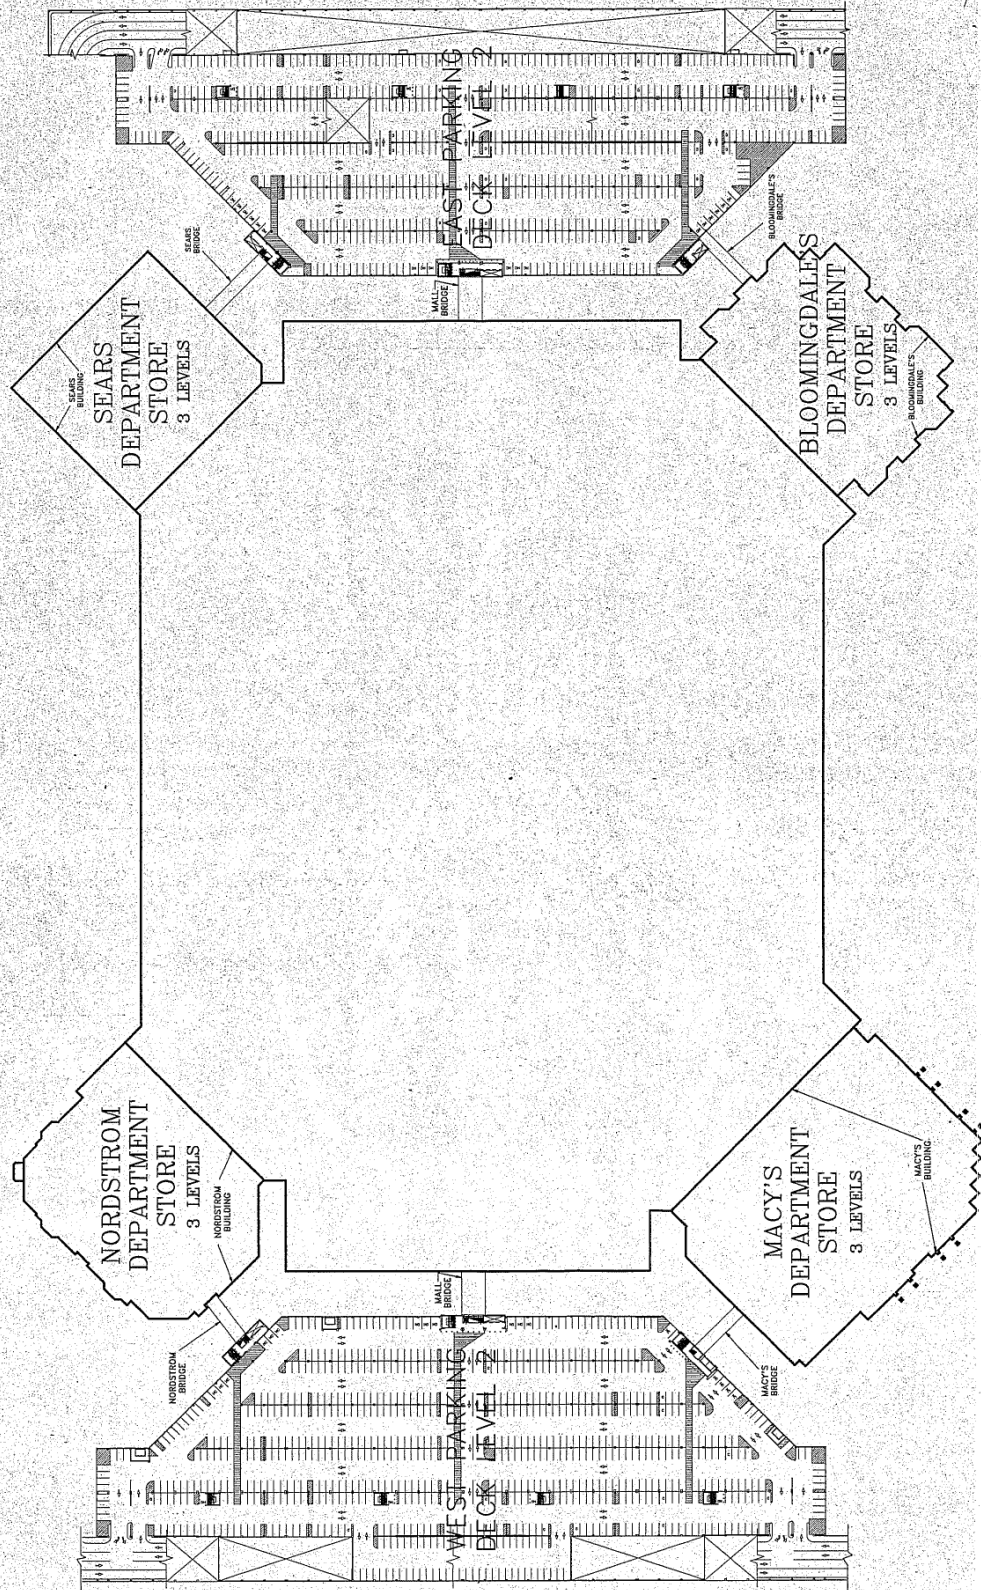 EAST PARKING
DECK LEVEL 2
SEARS
BRIDGE
MALL
BRIDGE
BLOOMINGDALE'S
BRIDGE
SEARS
DEPARTMENT
STORE
3 LEVELS
SEARS
BUILDING
BLOOMINGDALE'S
DEPARTMENT
STORE
3 LEVELS
BLOOMINGDALE'S
BUILDING
NORDSTROM
DEPARTMENT
STORE
3 LEVELS
NORDSTROM
BUILDING
MACY'S
DEPARTMENT
STORE
3 LEVELS
MACY'S
BUILDING
NORDSTROM
BRIDGE
MALL
BRIDGE
MACY'S
BRIDGE
WEST PARKING
DECK LEVEL 2